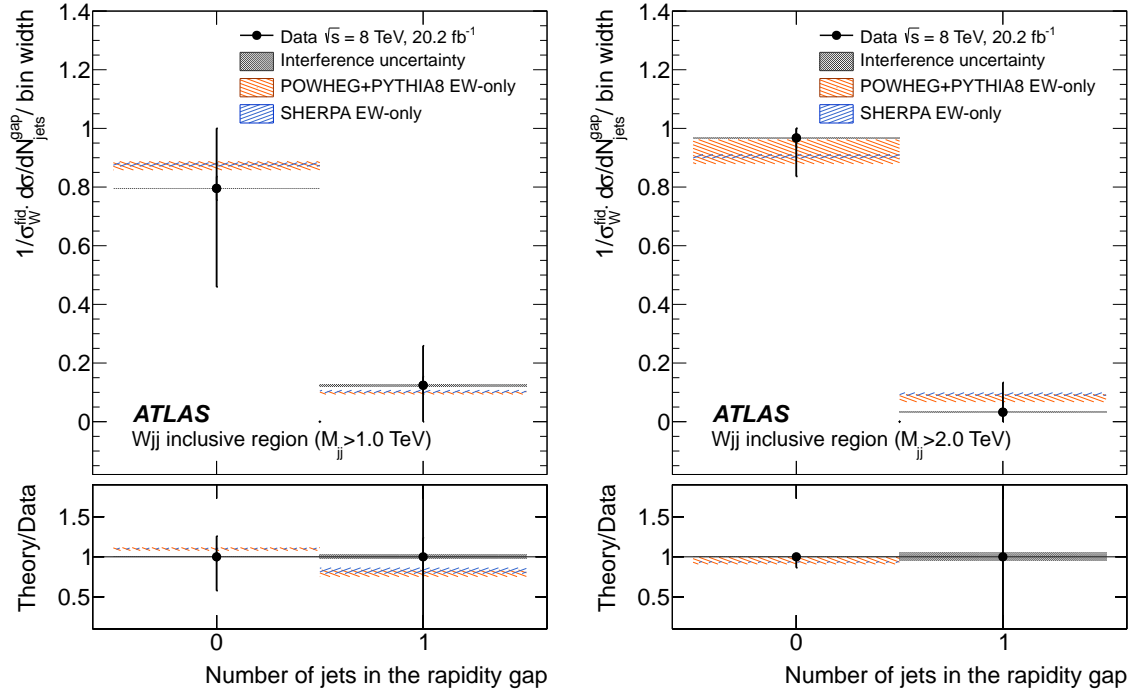 1/σ_W^fid. dσ/dN_jets^gap/ bin width
1.4
1.2
1
0.8
0.6
0.4
0.2
0
Data √s = 8 TeV, 20.2 fb⁻¹
Interference uncertainty
POWHEG+PYTHIA8 EW-only
SHERPA EW-only
ATLAS
Wjj inclusive region (M_jj>1.0 TeV)
Theory/Data
1.5
1
0.5
0 1
Number of jets in the rapidity gap
1/σ_W^fid. dσ/dN_jets^gap/ bin width
1.4
1.2
1
0.8
0.6
0.4
0.2
0
Data √s = 8 TeV, 20.2 fb⁻¹
Interference uncertainty
POWHEG+PYTHIA8 EW-only
SHERPA EW-only
ATLAS
Wjj inclusive region (M_jj>2.0 TeV)
Theory/Data
1.5
1
0.5
0 1
Number of jets in the rapidity gap